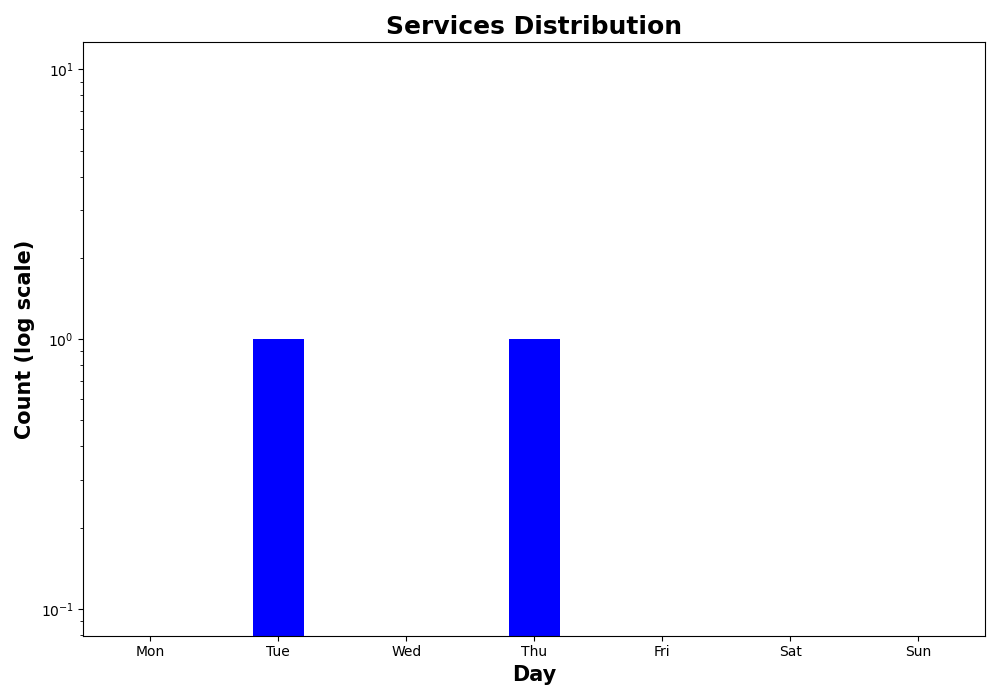 Services Distribution
Count (log scale)
10¹
10⁰
10⁻¹
Mon Tue Wed Thu Fri Sat Sun
Day